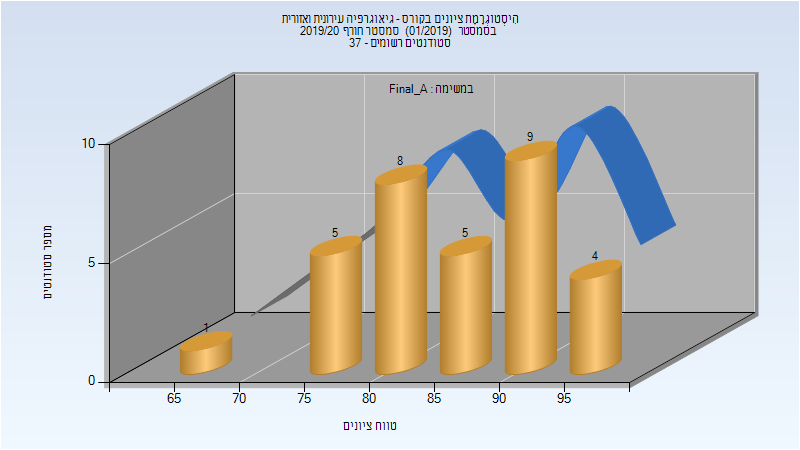 היסטוגרמת ציונים בקורס - גיאוגרפיה עירונית ואזורית
בסמסטר (01/2019) סמסטר חורף 2019/20
סטודנטים רשומים - 37
במשימה : Final_A
10
5
0
מספר סטודנטים
1
5
8
5
9
4
65 70 75 80 85 90 95
טווח ציונים